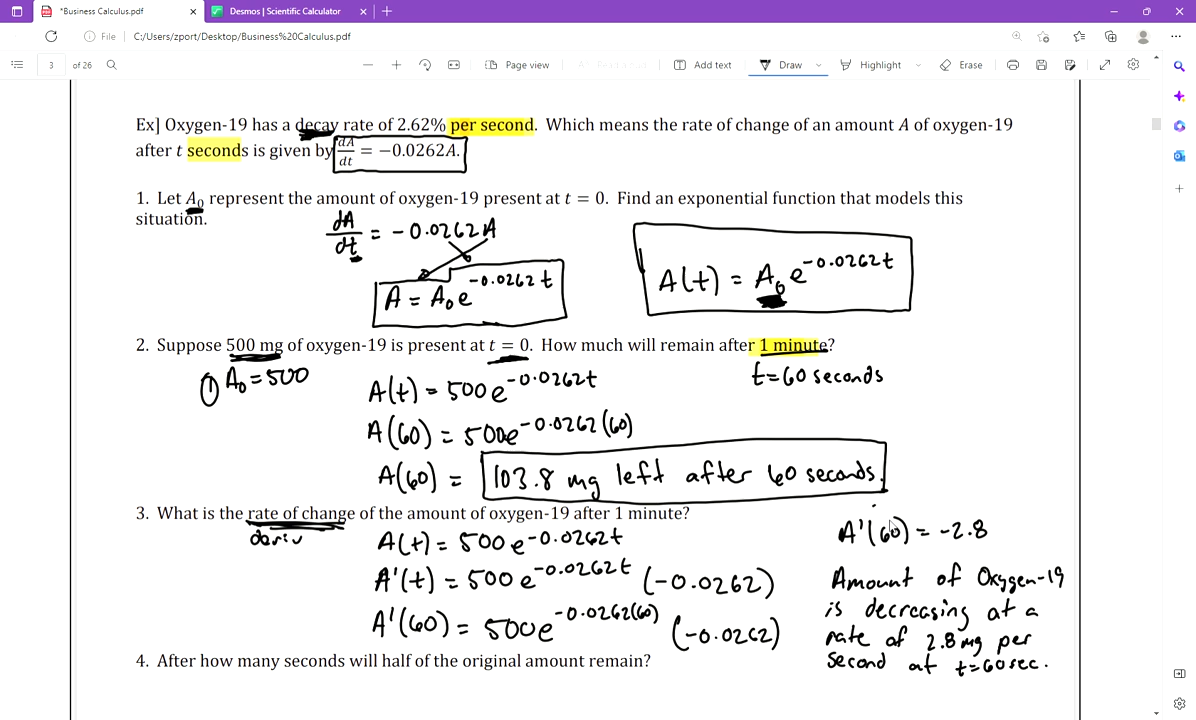 *Business Calculus.pdf
Desmos | Scientific Calculator
File
C:/Users/zport/Desktop/Business%20Calculus.pdf
3 of 26
Page view
Add text
Draw
Highlight
Erase
Ex] Oxygen-19 has a decay rate of 2.62% per second. Which means the rate of change of an amount A of oxygen-19
after t seconds is given by dA/dt = −0.0262A.
1. Let A₀ represent the amount of oxygen-19 present at t = 0. Find an exponential function that models this
situation.
dA/dt = -0.0262A
A = A₀e^-0.0262t
A(t) = A₀e^-0.0262t
2. Suppose 500 mg of oxygen-19 is present at t = 0. How much will remain after 1 minute?
① A₀=500
t=60 seconds
A(t) = 500e^-0.0262t
A(60) = 500e^-0.0262(60)
A(60) = 103.8 mg left after 60 seconds.
3. What is the rate of change of the amount of oxygen-19 after 1 minute?
deriv
A(t) = 500e^-0.0262t
A'(t) = 500e^-0.0262t (-0.0262)
A'(60) = 500e^-0.0262(60) (-0.0262)
A'(60) = -2.8
Amount of Oxygen-19
is decreasing at a
rate of 2.8mg per
second at t=60sec.
4. After how many seconds will half of the original amount remain?